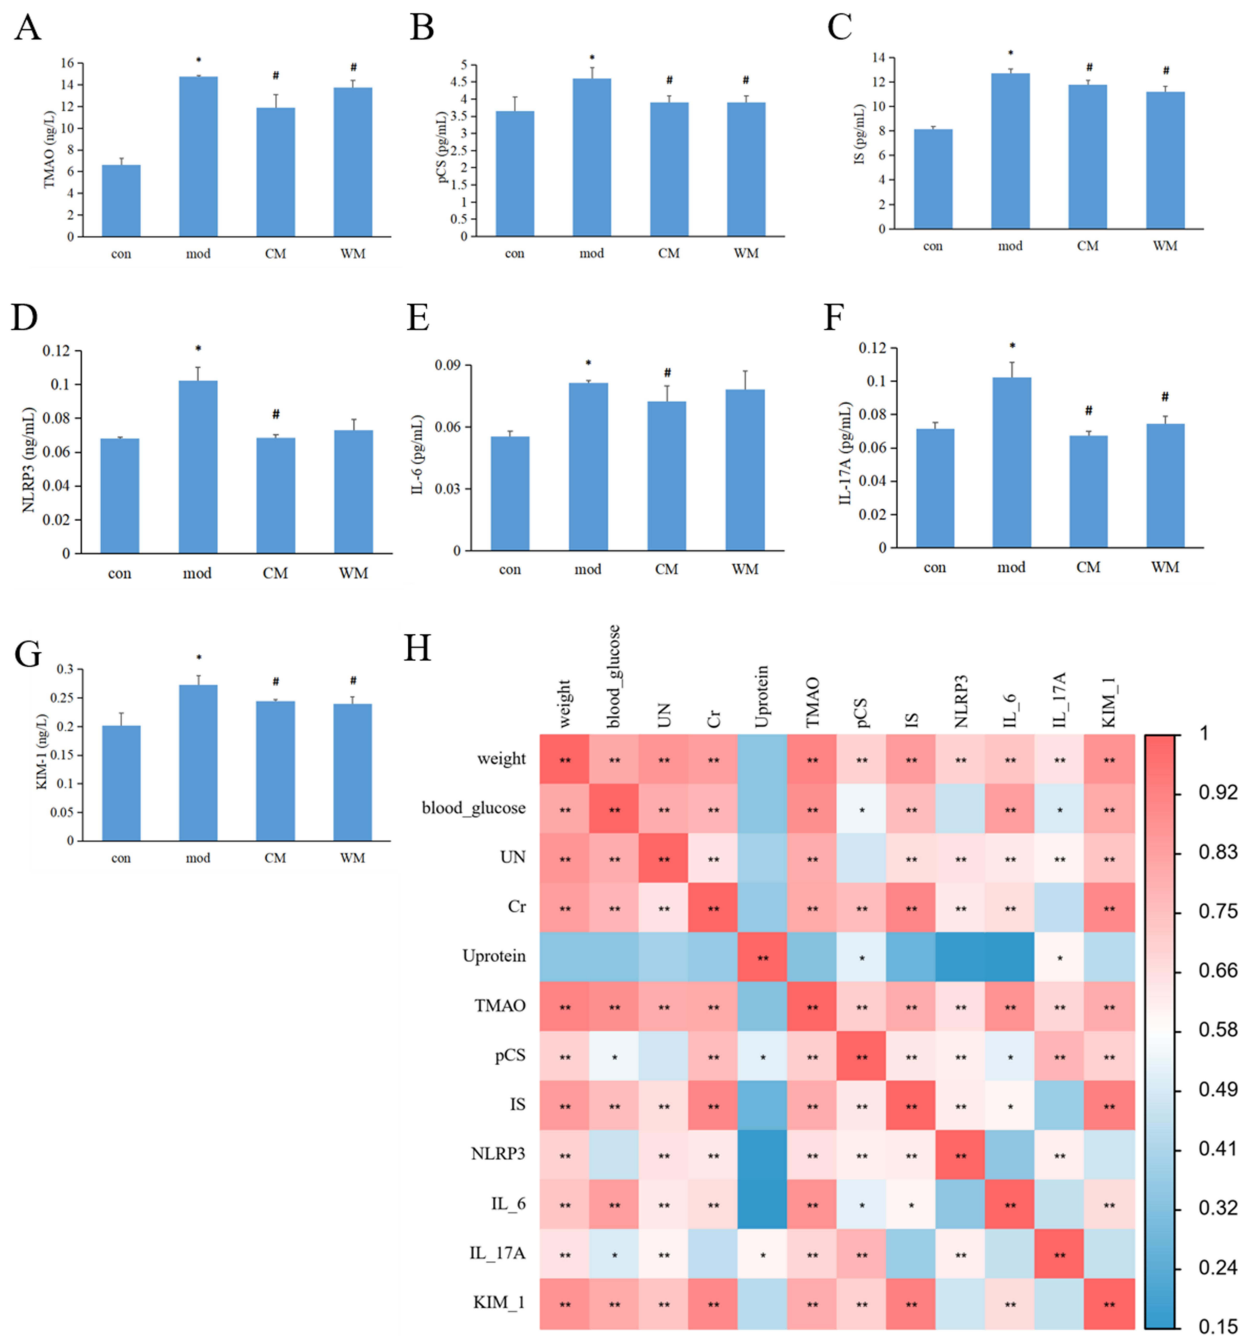 A
TMAO (ng/L)
16
14
12
10
8
6
4
2
0
*
#
#
con mod CM WM
B
pCS (pg/mL)
5
4.5
4
3.5
3
2.5
2
1.5
1
0.5
0
*
#
#
con mod CM WM
C
IS (pg/mL)
14
12
10
8
6
4
2
0
*
#
#
con mod CM WM
D
NLRP3 (ng/mL)
0.12
0.1
0.08
0.06
0.04
0.02
0
*
#
con mod CM WM
E
IL-6 (pg/mL)
0.09
0.06
0.03
0
*
#
con mod CM WM
F
IL-17A (pg/mL)
0.12
0.1
0.08
0.06
0.04
0.02
0
*
#
#
con mod CM WM
G
KIM-1 (ng/L)
0.3
0.25
0.2
0.15
0.1
0.05
0
*
#
#
con mod CM WM
H
weight blood_glucose UN Cr Uprotein TMAO pCS IS NLRP3 IL_6 IL_17A KIM_1
weight ** ** ** ** ** ** ** ** ** ** **
blood_glucose ** ** ** ** ** * ** ** * **
UN ** ** ** ** ** ** ** ** ** **
Cr ** ** ** ** ** ** ** ** ** **
Uprotein ** * *
TMAO ** ** ** ** ** ** ** ** ** ** **
pCS ** * ** * ** ** ** ** * ** **
IS ** ** ** ** ** ** ** ** * **
NLRP3 ** ** ** ** ** ** ** **
IL_6 ** ** ** ** ** * * ** **
IL_17A ** * ** * ** ** ** **
KIM_1 ** ** ** ** ** ** ** ** **
1
0.92
0.83
0.75
0.66
0.58
0.49
0.41
0.32
0.24
0.15